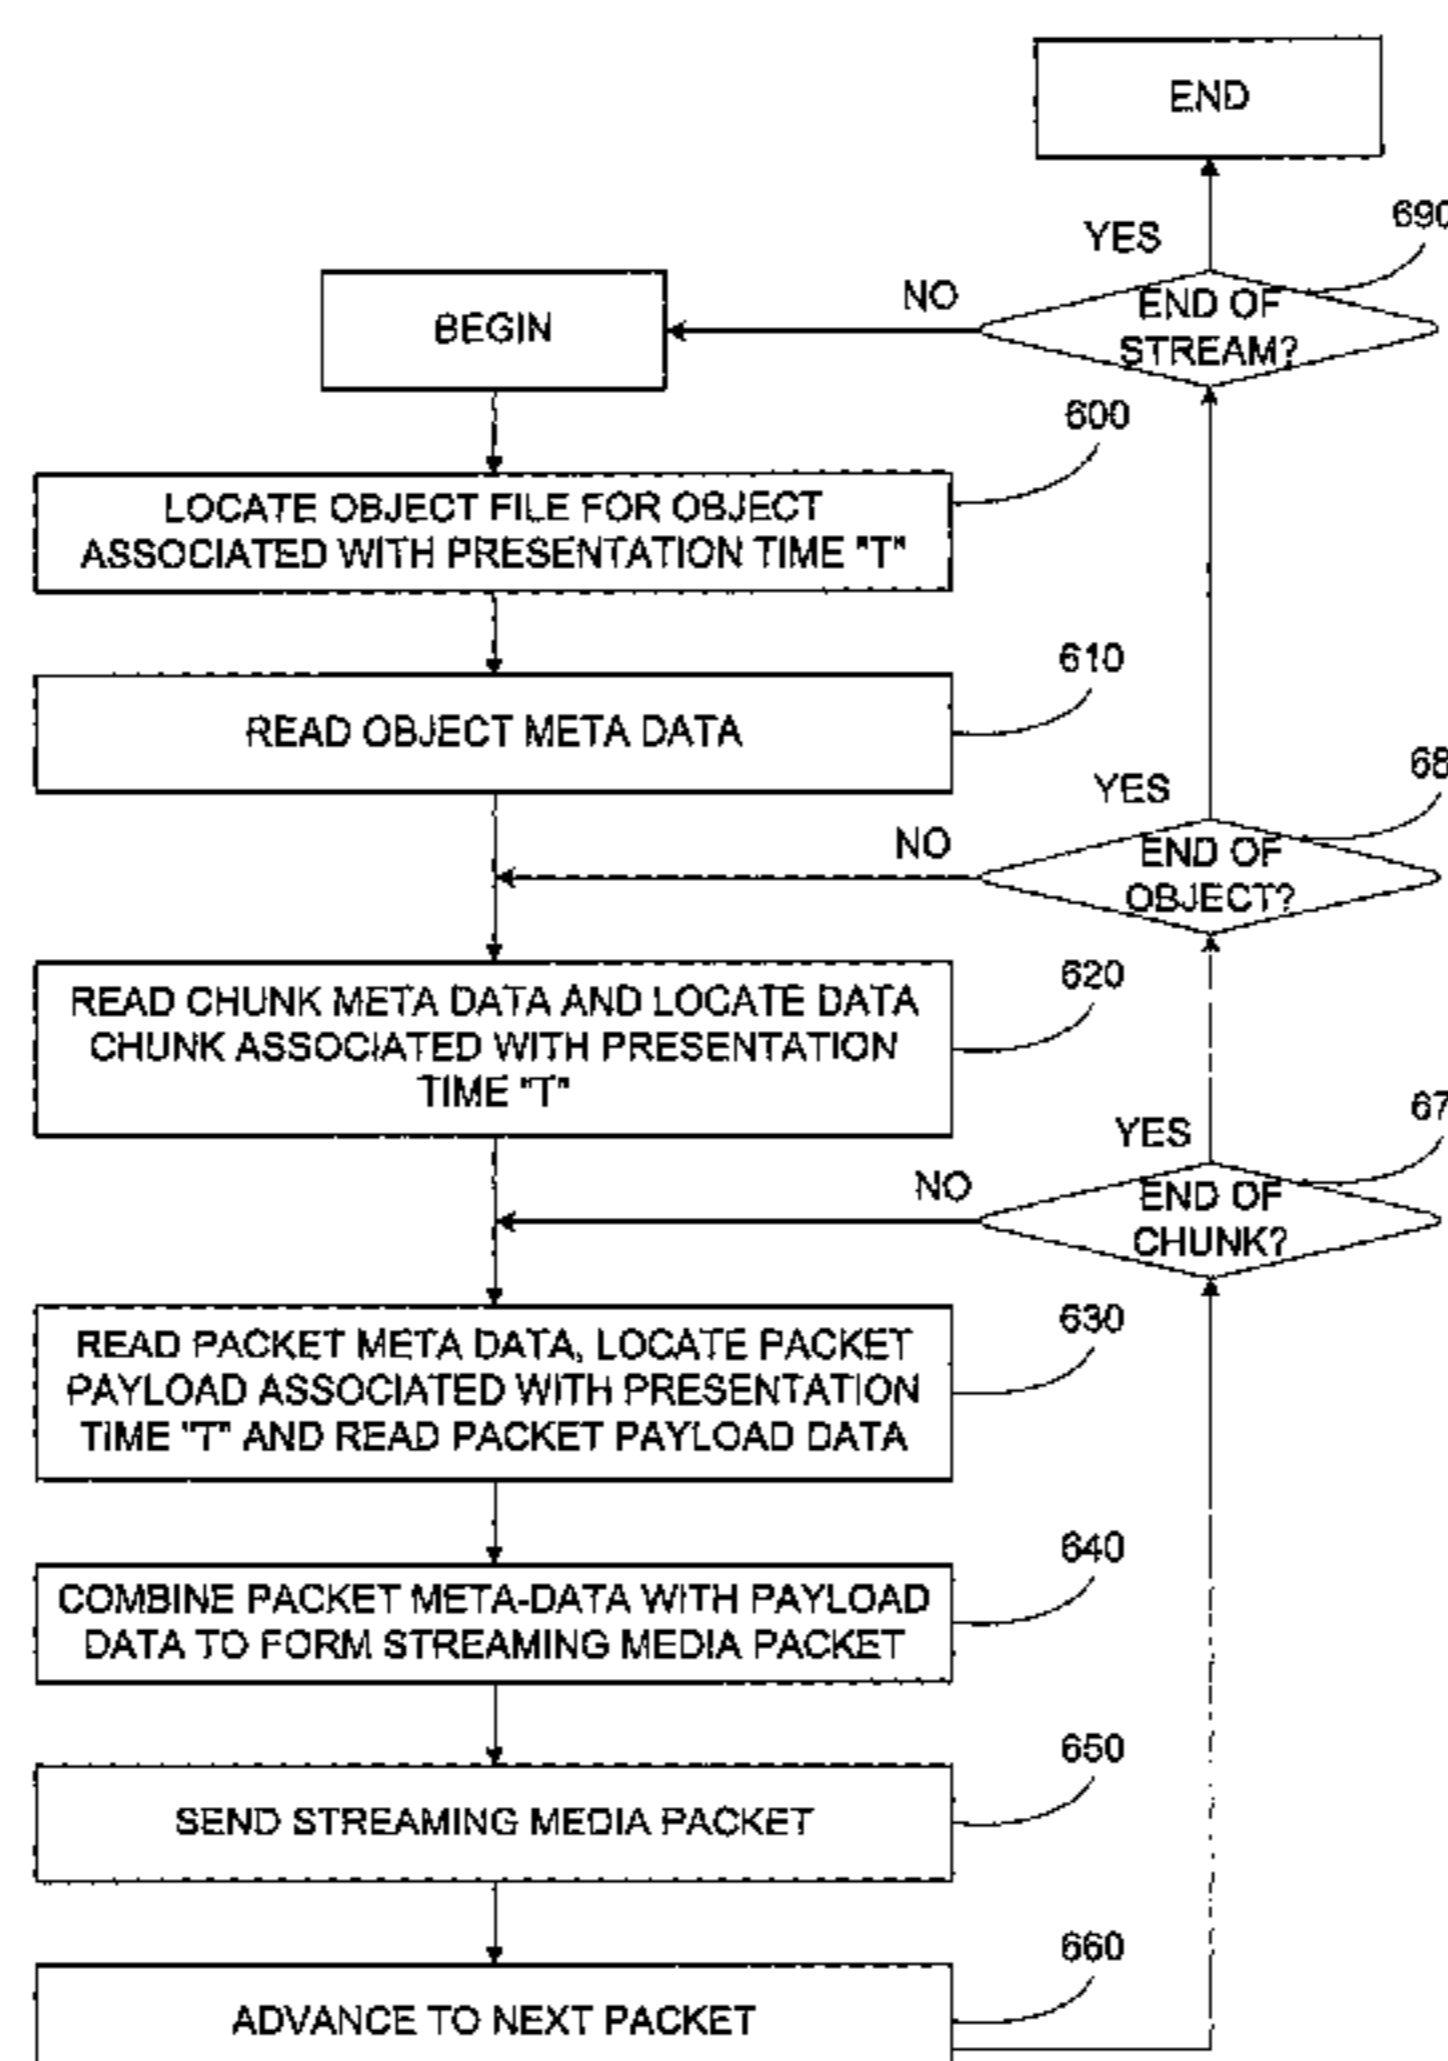 END
690
YES
NO
END OF
STREAM?
BEGIN
600
LOCATE OBJECT FILE FOR OBJECT
ASSOCIATED WITH PRESENTATION TIME "T"
610
READ OBJECT META DATA
68
YES
NO
END OF
OBJECT?
620
READ CHUNK META DATA AND LOCATE DATA
CHUNK ASSOCIATED WITH PRESENTATION
TIME "T"
67
YES
NO
END OF
CHUNK?
630
READ PACKET META DATA, LOCATE PACKET
PAYLOAD ASSOCIATED WITH PRESENTATION
TIME "T" AND READ PACKET PAYLOAD DATA
640
COMBINE PACKET META-DATA WITH PAYLOAD
DATA TO FORM STREAMING MEDIA PACKET
650
SEND STREAMING MEDIA PACKET
660
ADVANCE TO NEXT PACKET